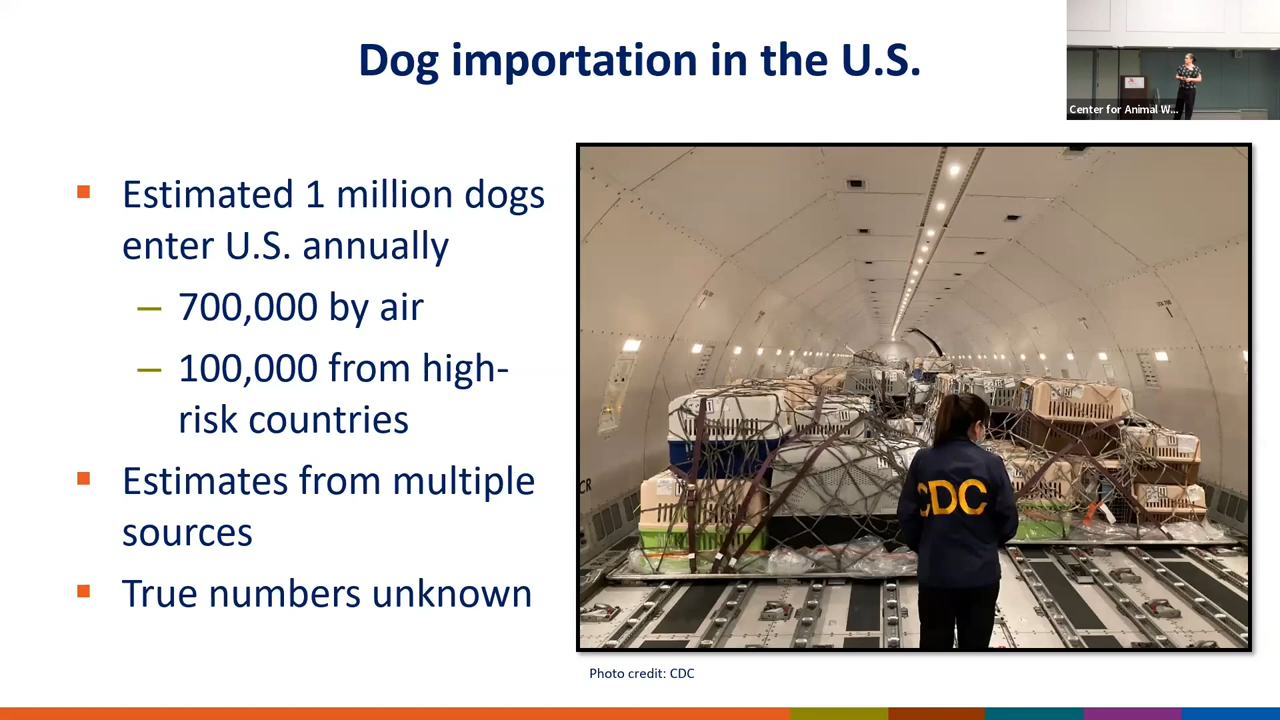 Dog importation in the U.S.
Center for Animal W...
▪ Estimated 1 million dogs
enter U.S. annually
– 700,000 by air
– 100,000 from high-
risk countries
▪ Estimates from multiple
sources
▪ True numbers unknown
CR
CDC
Photo credit: CDC